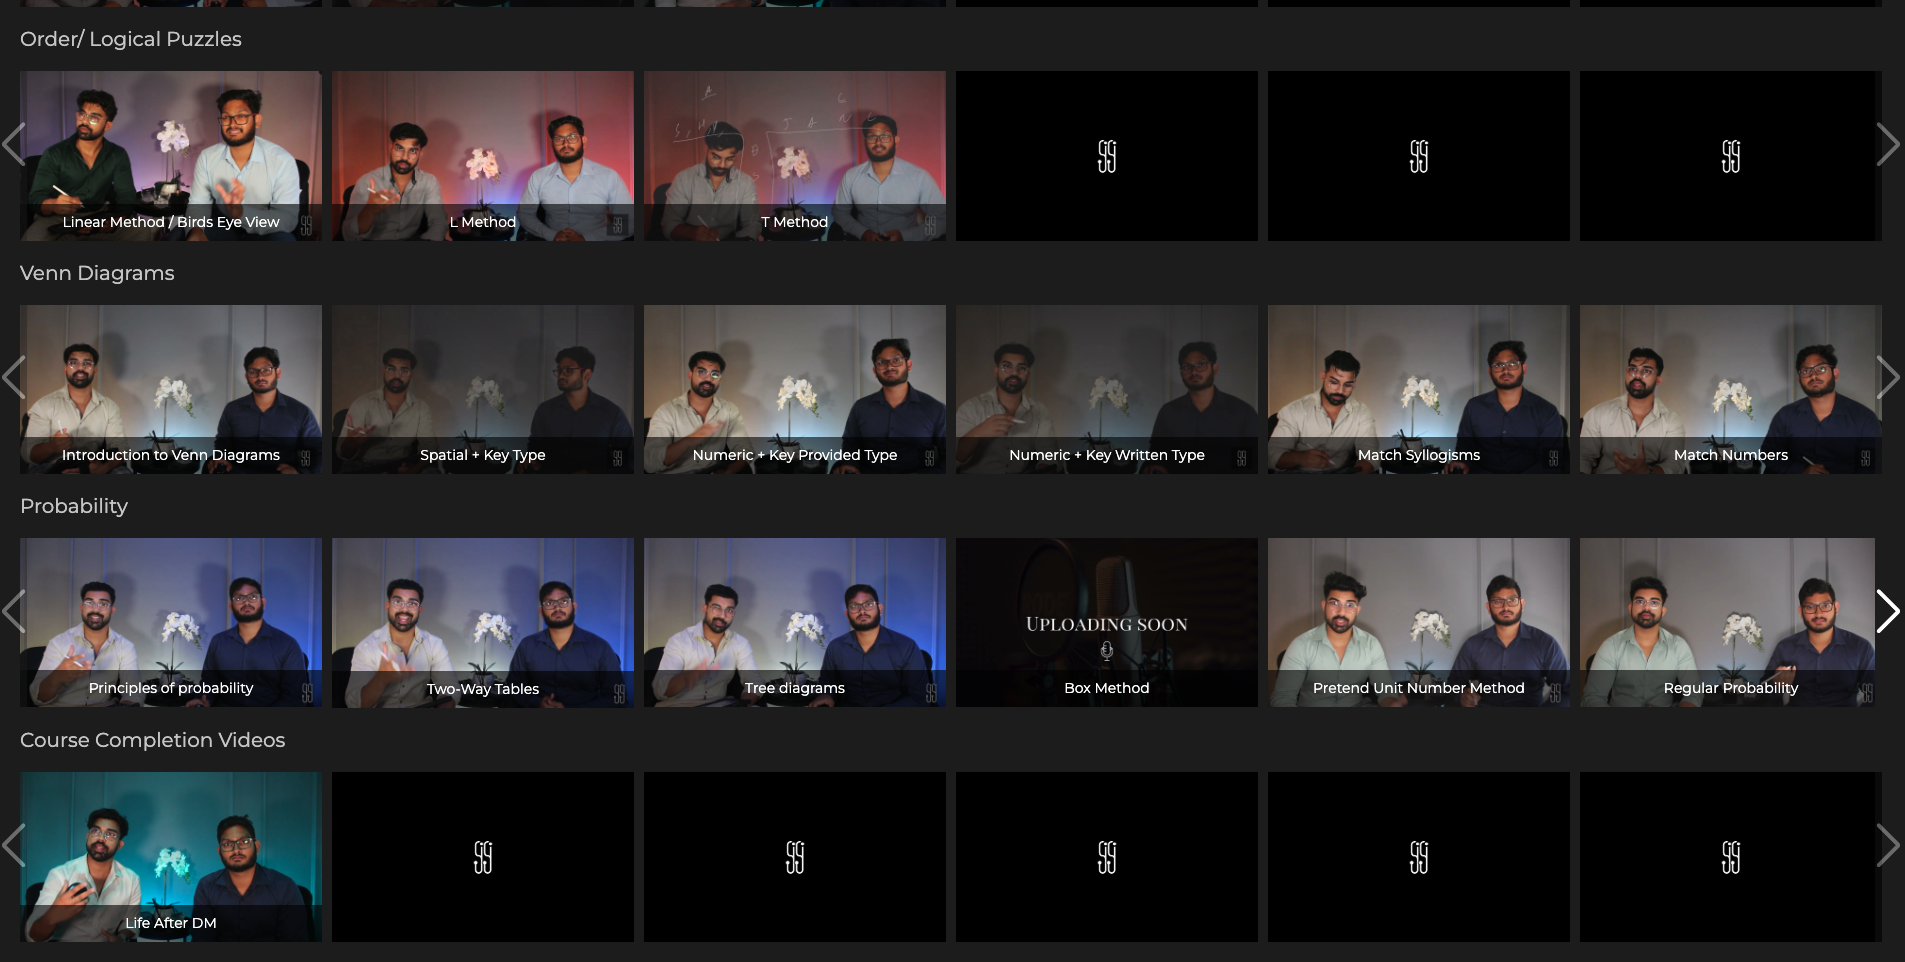 Order/ Logical Puzzles
Linear Method / Birds Eye View
L Method
T Method
Venn Diagrams
Introduction to Venn Diagrams
Spatial + Key Type
Numeric + Key Provided Type
Numeric + Key Written Type
Match Syllogisms
Match Numbers
Probability
Principles of probability
Two-Way Tables
Tree diagrams
UPLOADING SOON
Box Method
Pretend Unit Number Method
Regular Probability
Course Completion Videos
Life After DM